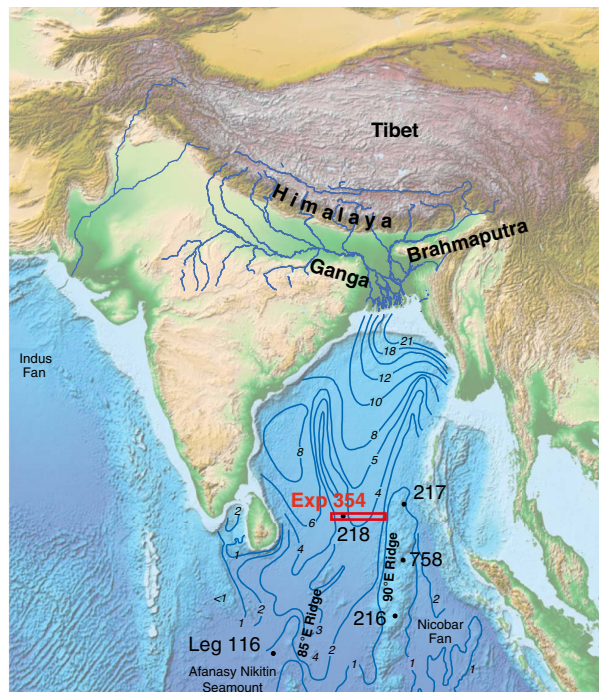 Tibet
Himalaya
Brahmaputra
Ganga
Indus
Fan
21
18
12
10
8
8
5
Exp 354
4
217
6
218
2
1
4
758
90°E Ridge
<1
2
1
2
85°E Ridge
3
216
1
Nicobar
Fan
Leg 116
4
2
1
1
1
Afanasy Nikitin
Seamount